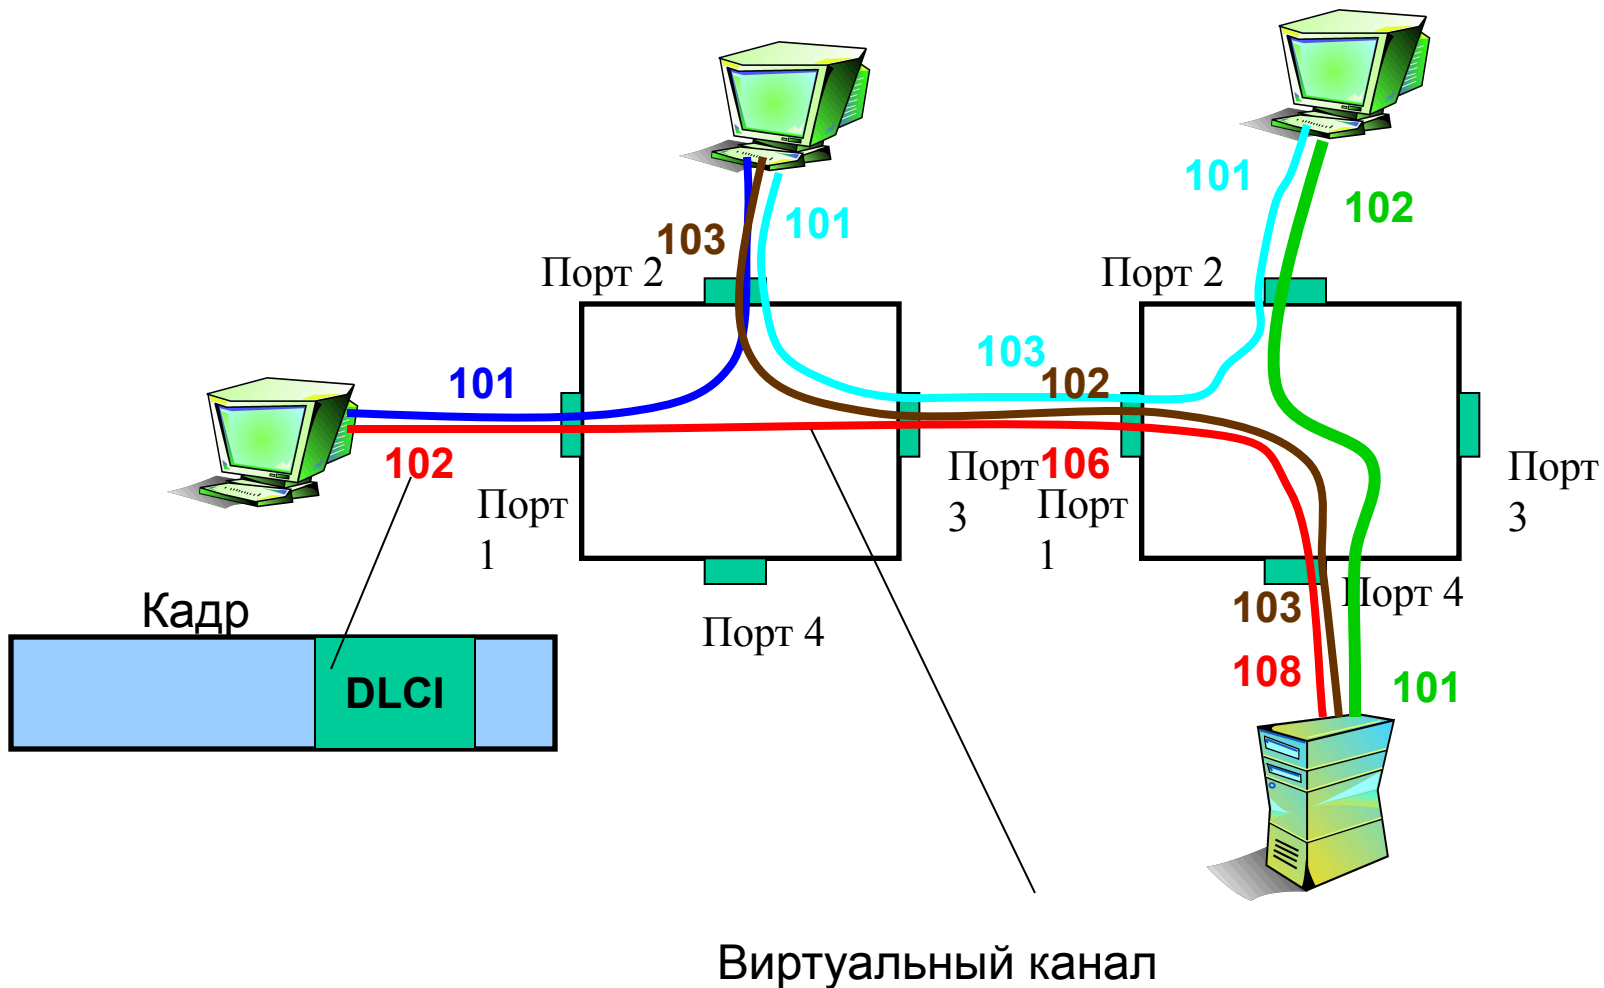 101
102
103
101
Порт 2
Порт 2
103
102
101
102
Порт
3
106
Порт
1
Порт
1
Порт
3
Кадр
Порт 4
103
Порт 4
DLCI
108
101
Виртуальный канал